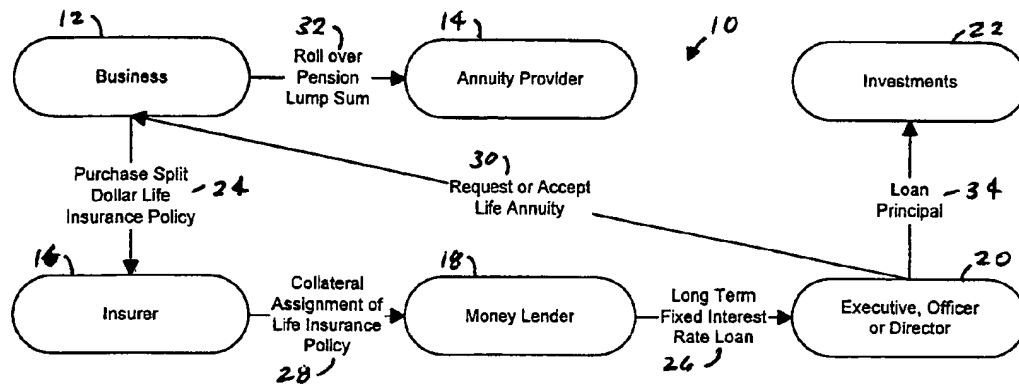 12
32
14
10
22
Business
Roll over
Pension
Lump Sum
Annuity Provider
Investments
Purchase Split
Dollar Life
Insurance Policy
24
30
Request or Accept
Life Annuity
Loan
Principal
34
16
18
20
Insurer
Collateral
Assignment of
Life Insurance
Policy
28
Money Lender
Long Term
Fixed Interest
Rate Loan
26
Executive, Officer
or Director